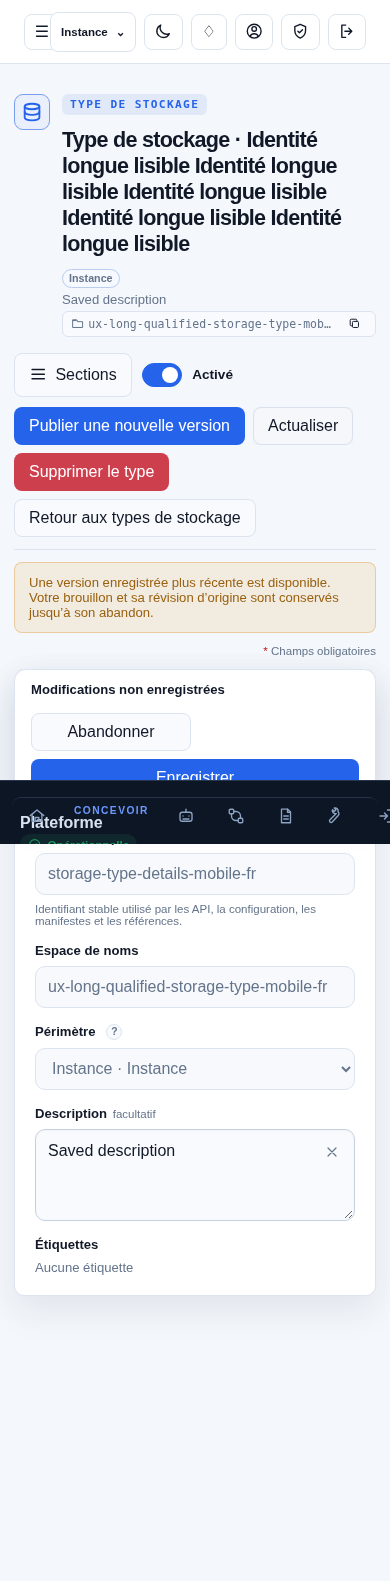 Instance
TYPE DE STOCKAGE
Type de stockage · Identité
longue lisible Identité longue
lisible Identité longue lisible
Identité longue lisible Identité
longue lisible
Instance
Saved description
ux-long-qualified-storage-type-mob…
Sections
Activé
Publier une nouvelle version
Actualiser
Supprimer le type
Retour aux types de stockage
Une version enregistrée plus récente est disponible.
Votre brouillon et sa révision d’origine sont conservés
jusqu’à son abandon.
* Champs obligatoires
Modifications non enregistrées
Abandonner
Enregistrer
CONCEVOIR
Plateforme
Opérationnelle
storage-type-details-mobile-fr
Identifiant stable utilisé par les API, la configuration, les
manifestes et les références.
Espace de noms
ux-long-qualified-storage-type-mobile-fr
Périmètre ?
Instance · Instance
Description facultatif
Saved description
Étiquettes
Aucune étiquette